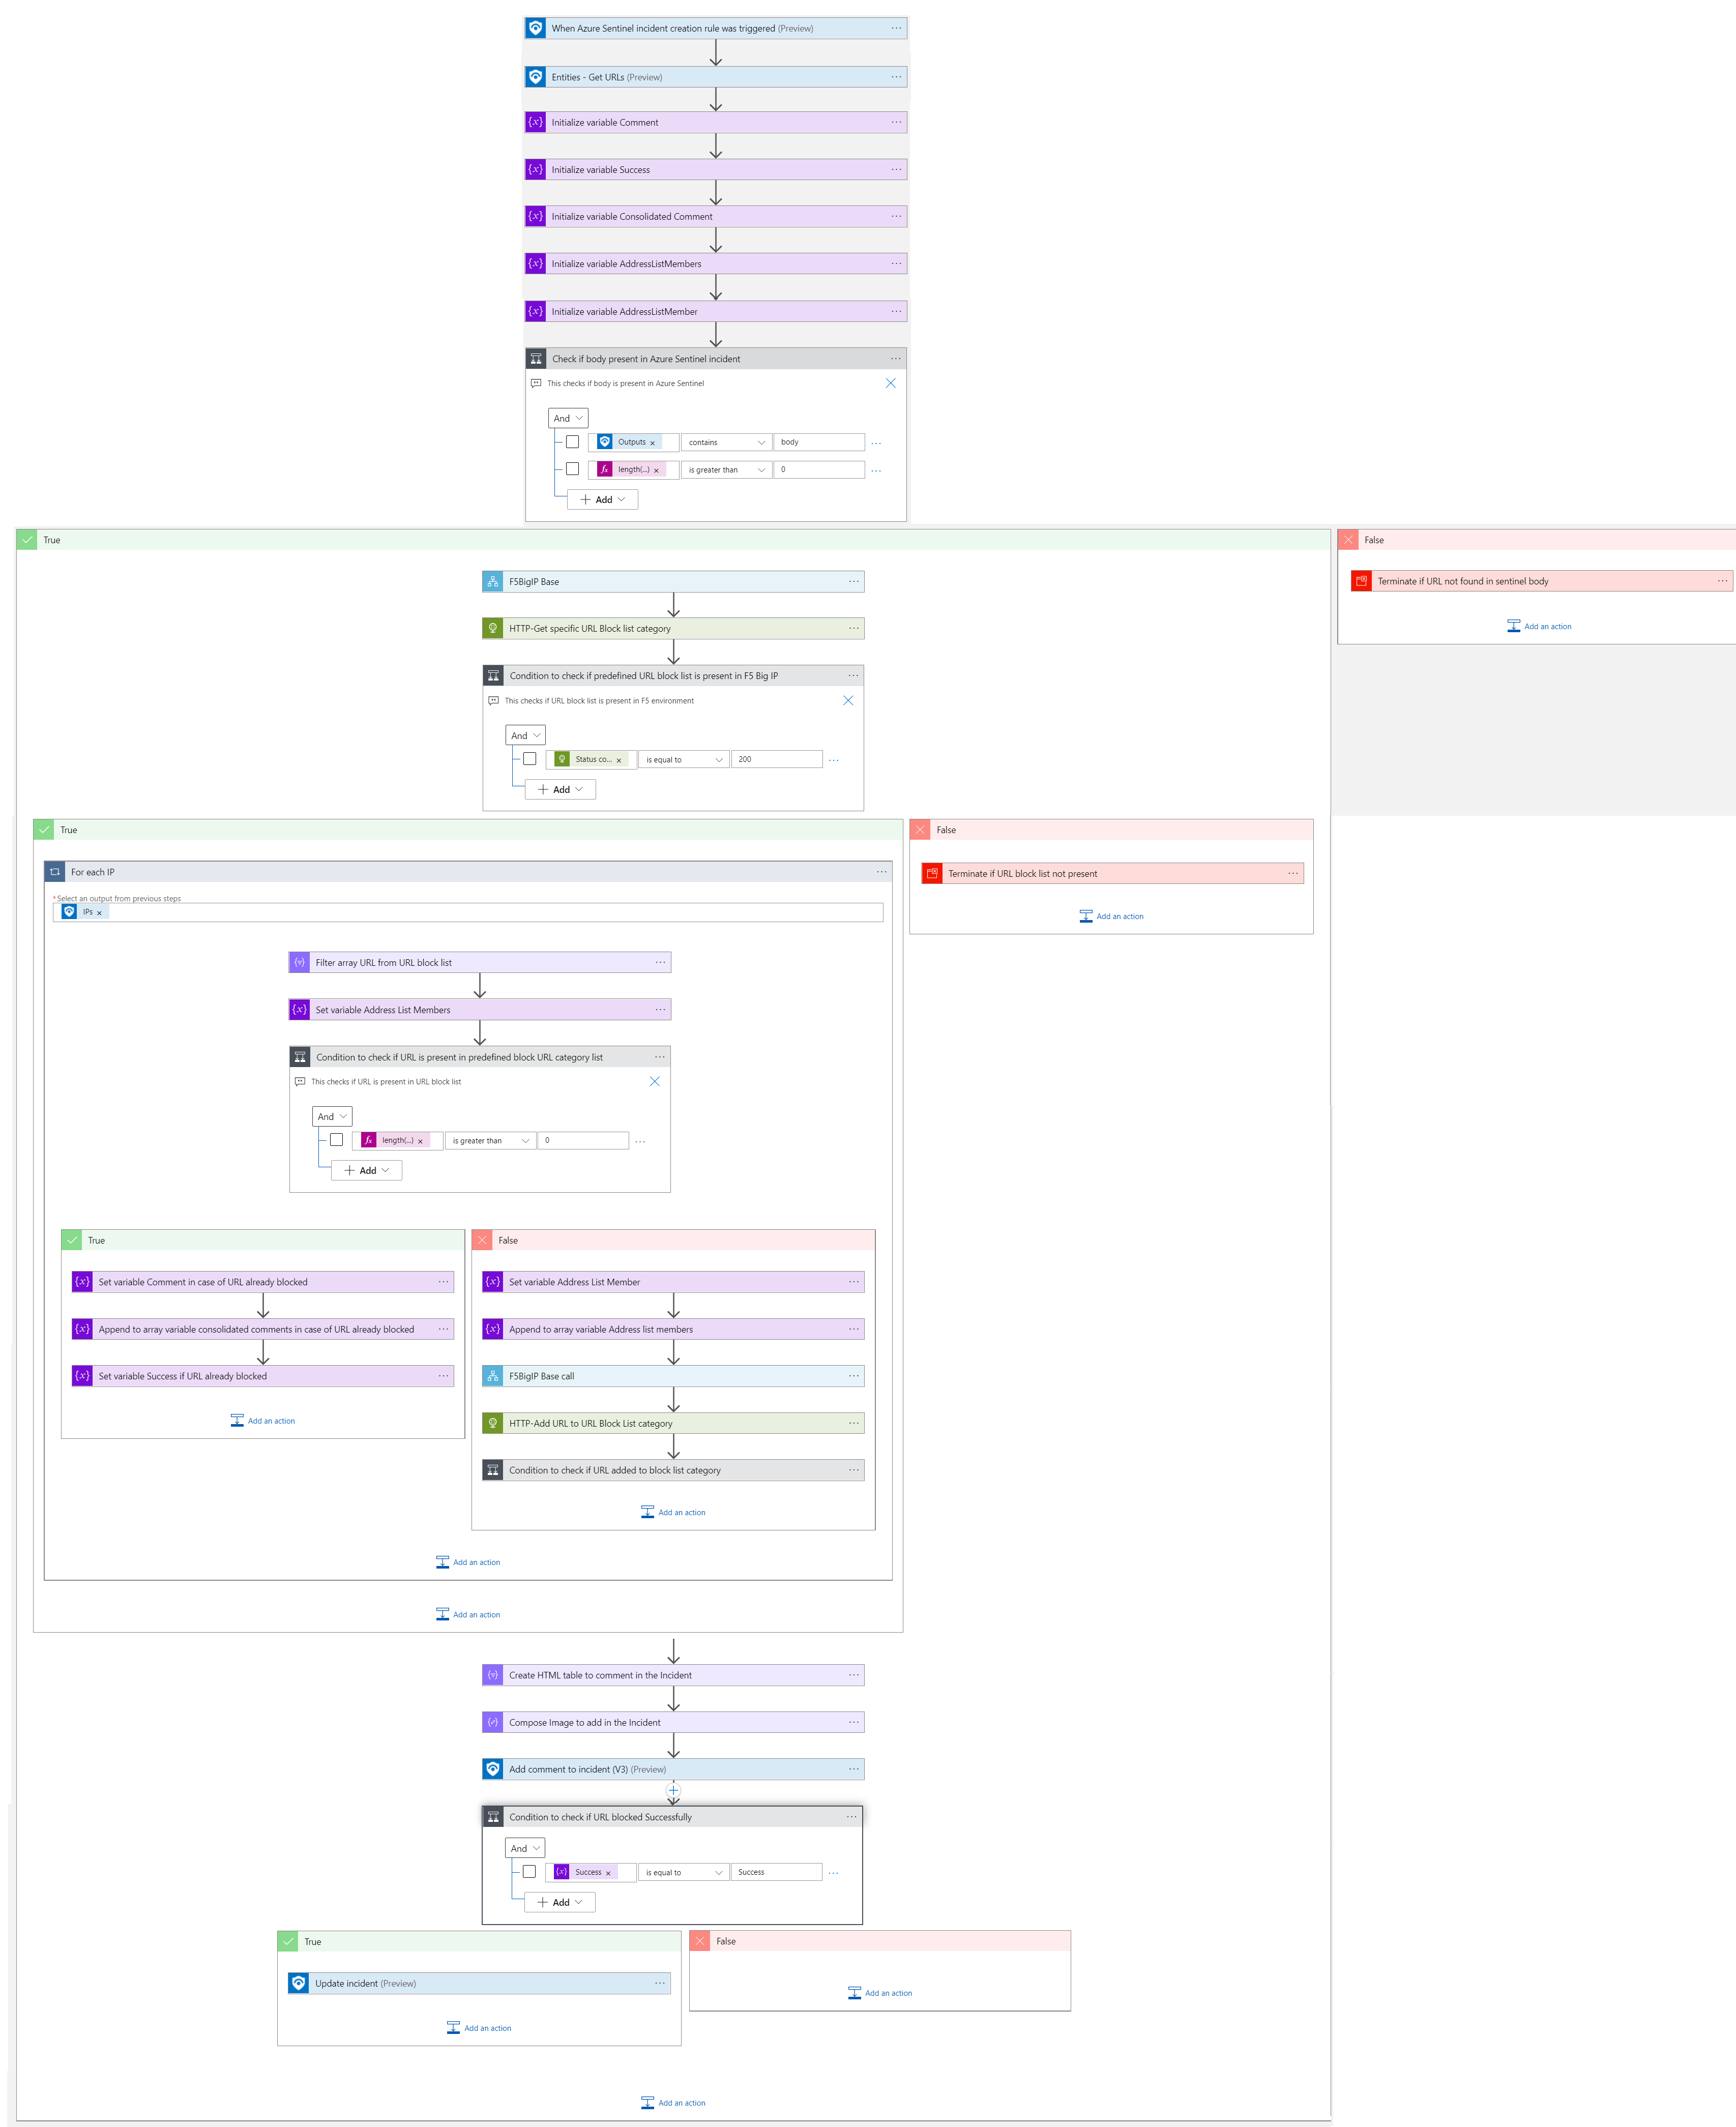 When Azure Sentinel incident creation rule was triggered (Preview)
Entities - Get URLs (Preview)
Initialize variable Comment
Initialize variable Success
Initialize variable Consolidated Comment
Initialize variable AddressListMembers
Initialize variable AddressListMember
Check if body present in Azure Sentinel incident
This checks if body is present in Azure Sentinel
And
Outputs × contains body
fx length(...) × is greater than 0
+ Add
True
False
F5BigIP Base
Terminate if URL not found in sentinel body
HTTP-Get specific URL Block list category
Add an action
Condition to check if predefined URL block list is present in F5 Big IP
This checks if URL block list is present in F5 environment
And
Status co... × is equal to 200
+ Add
True
False
For each IP
Terminate if URL block list not present
*Select an output from previous steps
IPs ×
Add an action
Filter array URL from URL block list
Set variable Address List Members
Condition to check if URL is present in predefined block URL category list
This checks if URL is present in URL block list
And
fx length(...) × is greater than 0
+ Add
True
Set variable Comment in case of URL already blocked
Append to array variable consolidated comments in case of URL already blocked
Set variable Success if URL already blocked
Add an action
False
Set variable Address List Member
Append to array variable Address list members
F5BigIP Base call
HTTP-Add URL to URL Block List category
Condition to check if URL added to block list category
Add an action
Add an action
Add an action
Create HTML table to comment in the Incident
Compose Image to add in the Incident
Add comment to incident (V3) (Preview)
Condition to check if URL blocked Successfully
And
{x} Success × is equal to Success
+ Add
True
Update incident (Preview)
Add an action
False
Add an action
Add an action